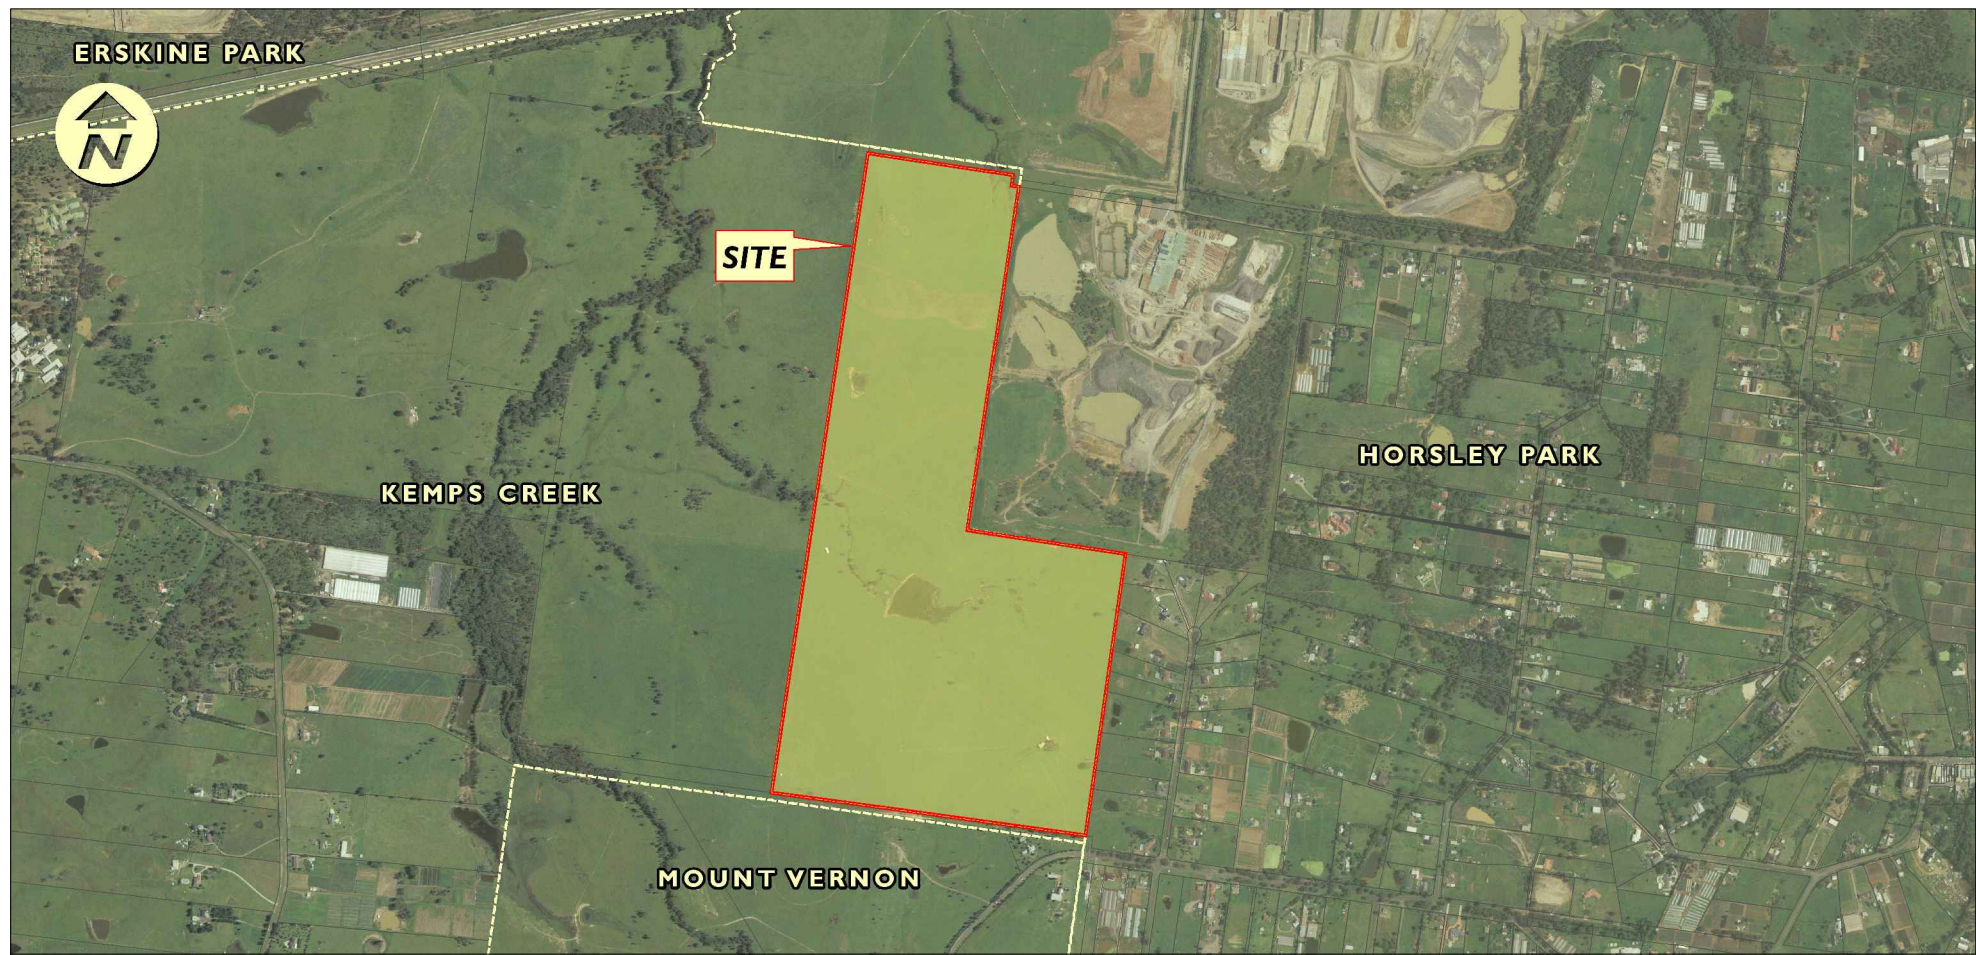 ERSKINE PARK
N
SITE
HORSLEY PARK
KEMPS CREEK
MOUNT VERNON